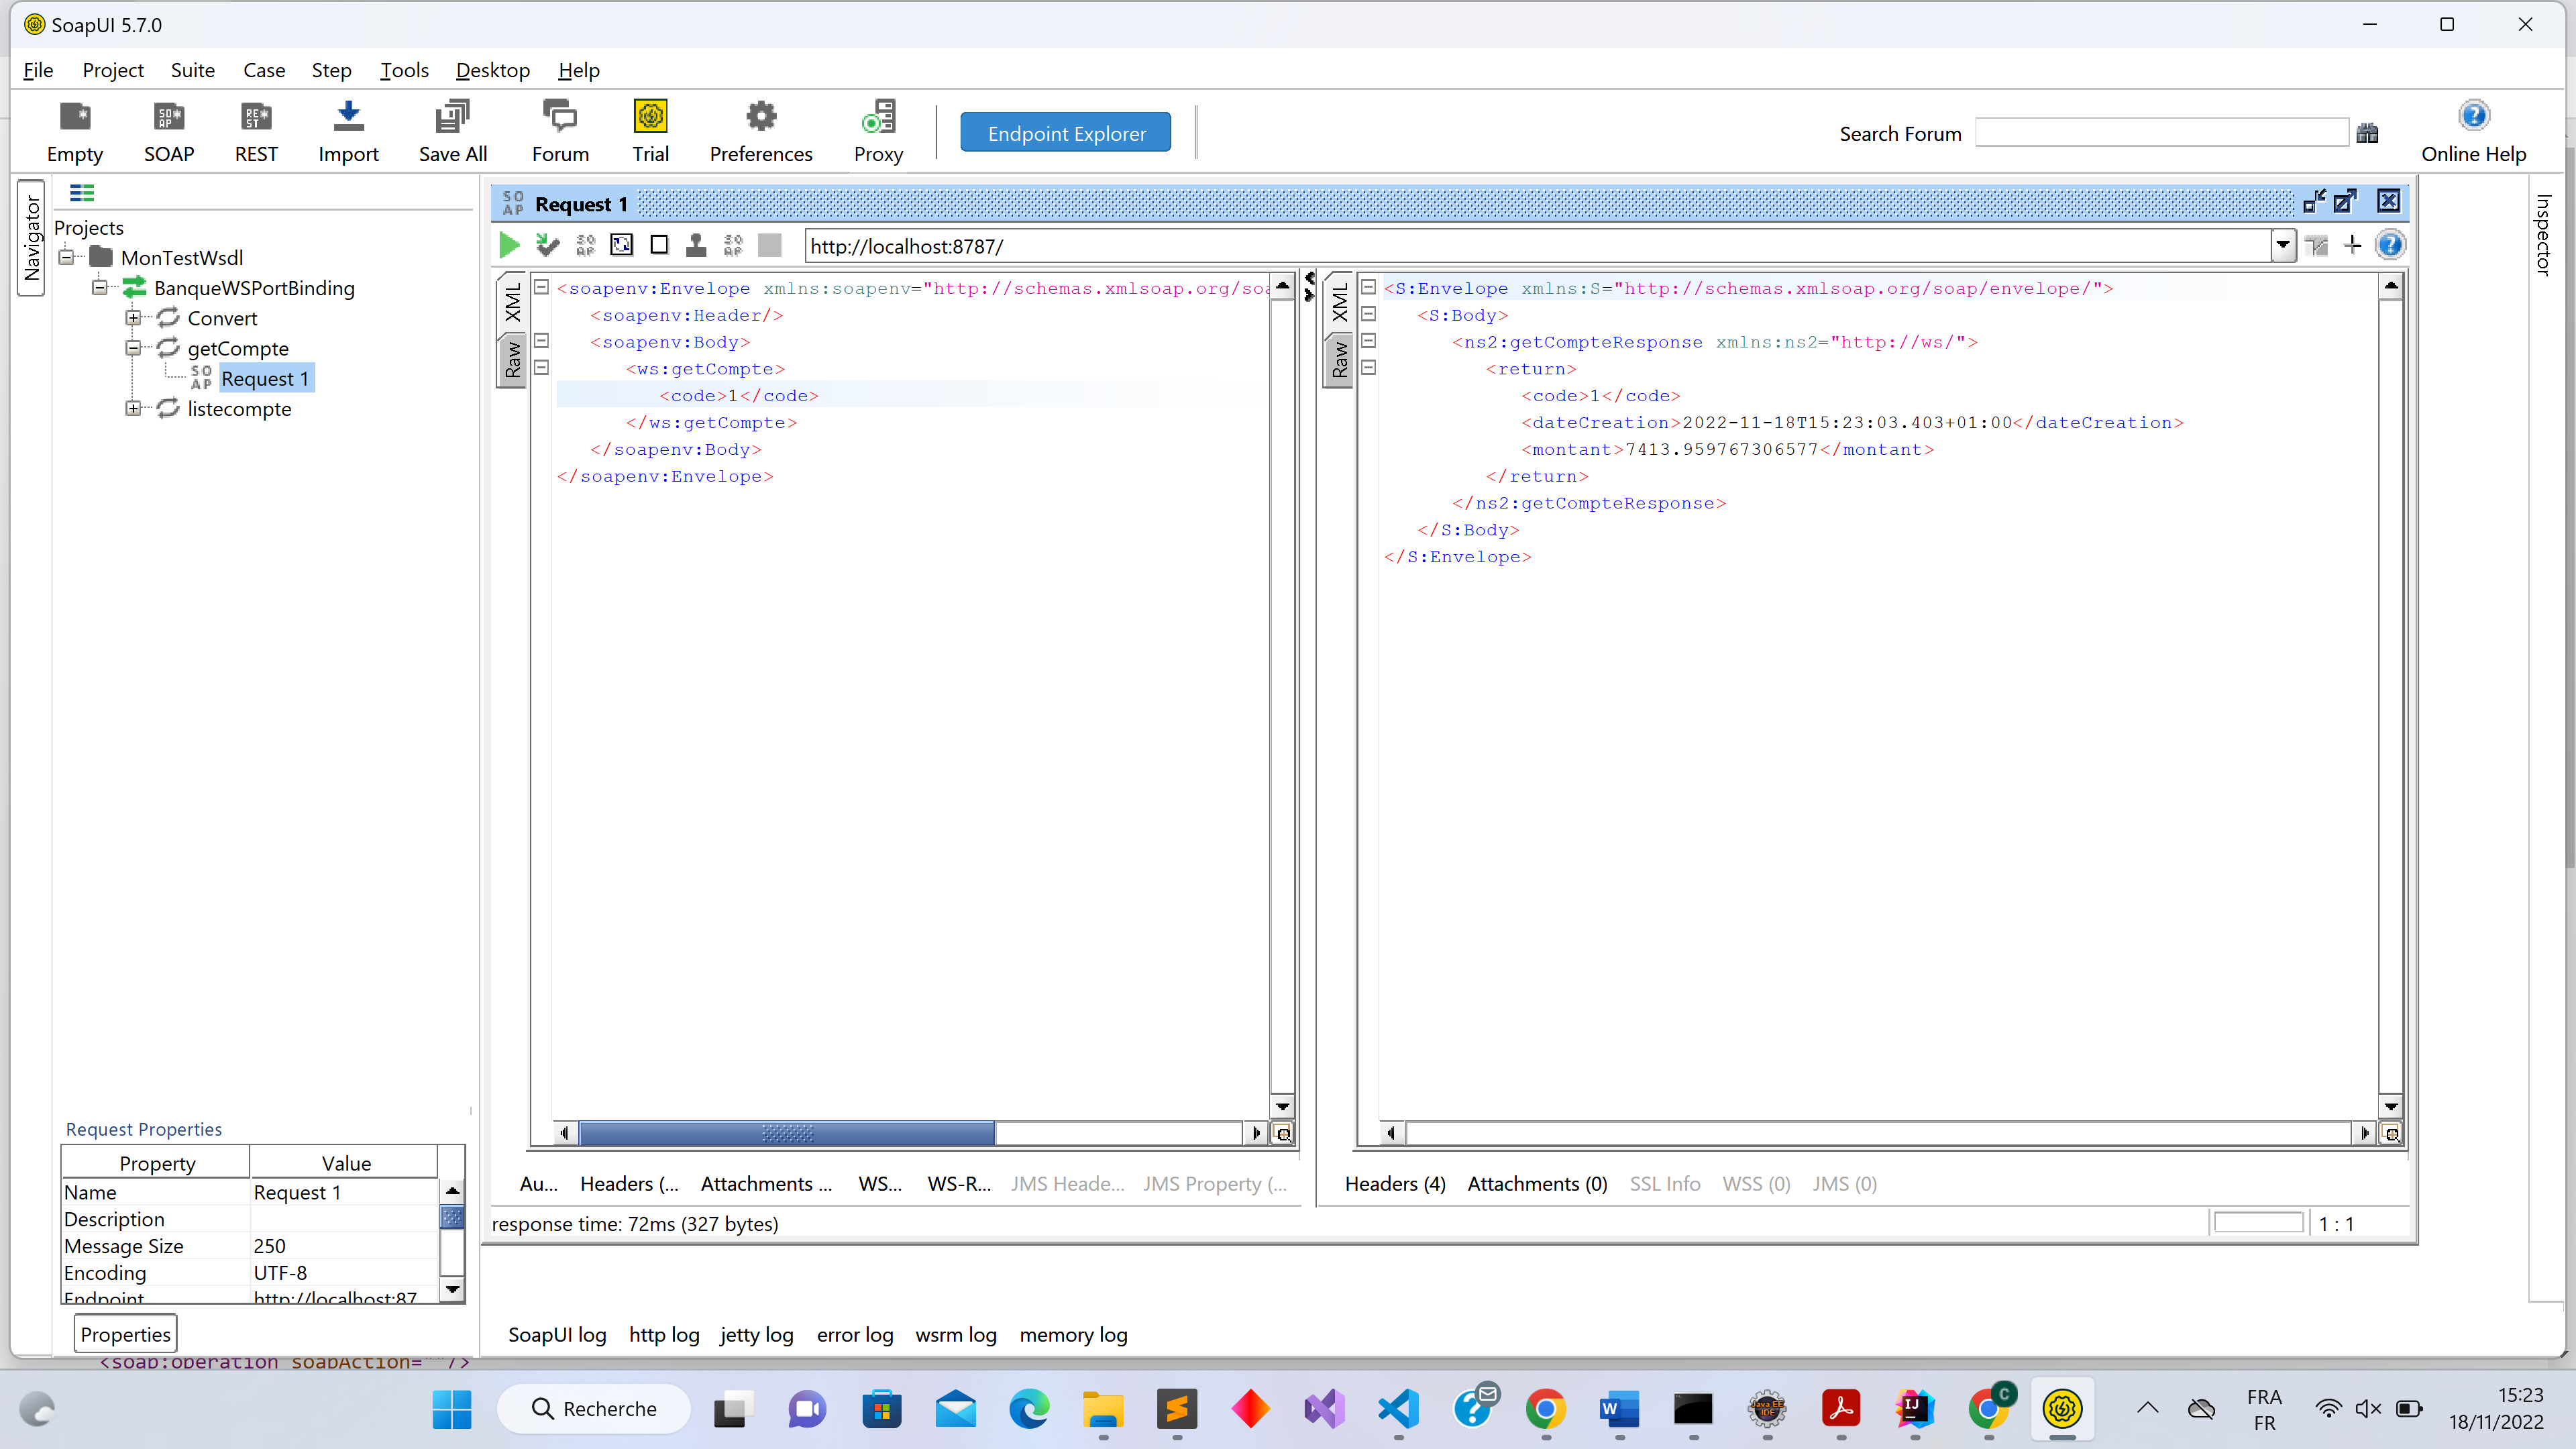 SoapUI 5.7.0
File Project Suite Case Step Tools Desktop Help
Empty SOAP REST Import Save All Forum Trial Preferences Proxy Endpoint Explorer Search Forum Online Help
Navigator
Projects
MonTestWsdl
BanqueWSPortBinding
Convert
getCompte
SOAP Request 1
listecompte
Request Properties
Property Value
Name Request 1
Description
Message Size 250
Encoding UTF-8
Endpoint http://localhost:87
Properties
SOAP Request 1
http://localhost:8787/
XML
Raw
<soapenv:Envelope xmlns:soapenv="http://schemas.xmlsoap.org/soa
<soapenv:Header/>
<soapenv:Body>
<ws:getCompte>
<code>1</code>
</ws:getCompte>
</soapenv:Body>
</soapenv:Envelope>
Au... Headers (... Attachments ... WS... WS-R... JMS Heade... JMS Property (...
XML
Raw
<S:Envelope xmlns:S="http://schemas.xmlsoap.org/soap/envelope/">
<S:Body>
<ns2:getCompteResponse xmlns:ns2="http://ws/">
<return>
<code>1</code>
<dateCreation>2022-11-18T15:23:03.403+01:00</dateCreation>
<montant>7413.959767306577</montant>
</return>
</ns2:getCompteResponse>
</S:Body>
</S:Envelope>
Headers (4) Attachments (0) SSL Info WSS (0) JMS (0)
response time: 72ms (327 bytes)
1 : 1
Inspector
SoapUI log http log jetty log error log wsrm log memory log
<soap:operation soapAction=""/>
Recherche
FRA
FR
15:23
18/11/2022